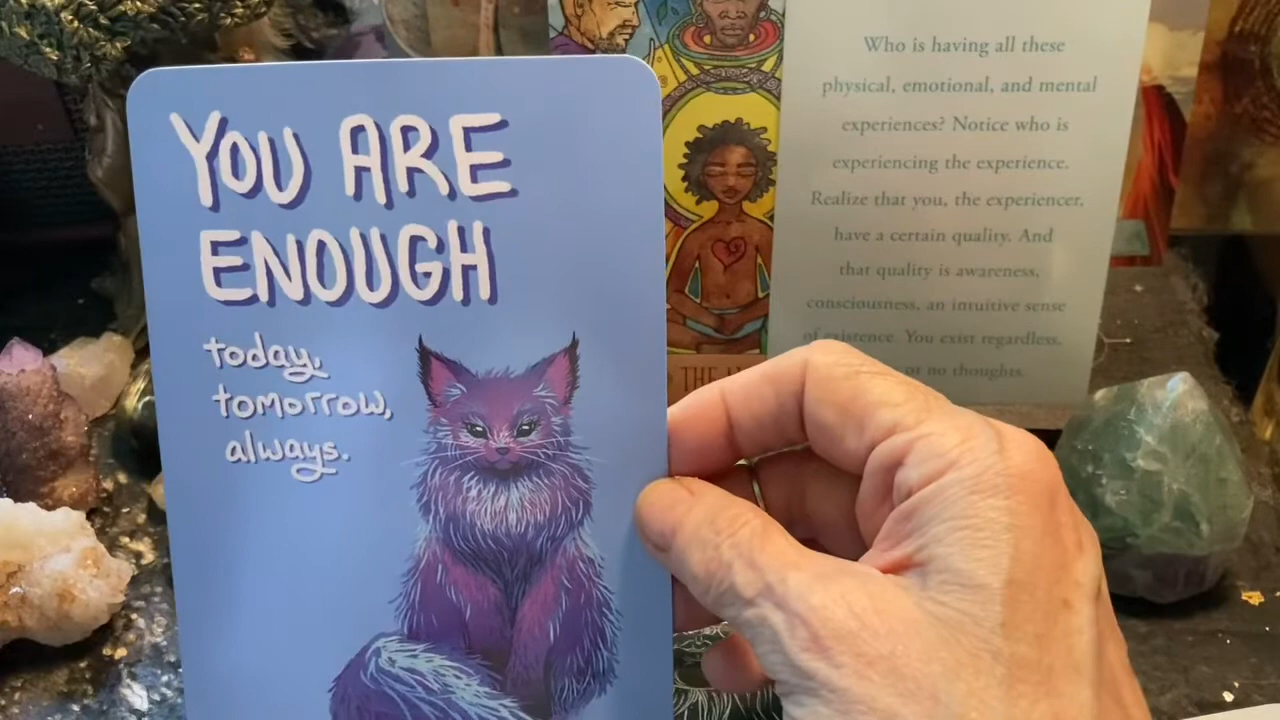 YOU ARE
ENOUGH
today,
tomorrow,
always.
Who is having all these
physical, emotional, and mental
experiences? Notice who is
experiencing the experience.
Realize that you, the experiencer,
have a certain quality. And
that quality is awareness,
consciousness, an intuitive sense
of existence. You exist regardless,
or no thoughts.
THE